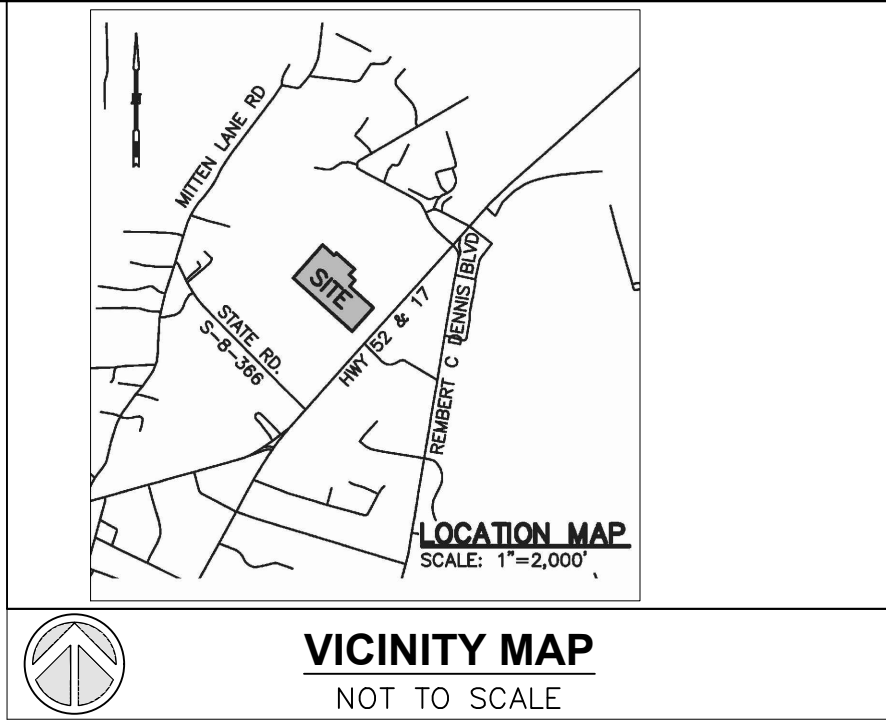 MITTEN LANE RD
SITE
STATE RD.
S-8-366
HWY 52 & 17
REMBERT C DENNIS BLVD
LOCATION MAP
SCALE: 1"=2,000'
VICINITY MAP
NOT TO SCALE